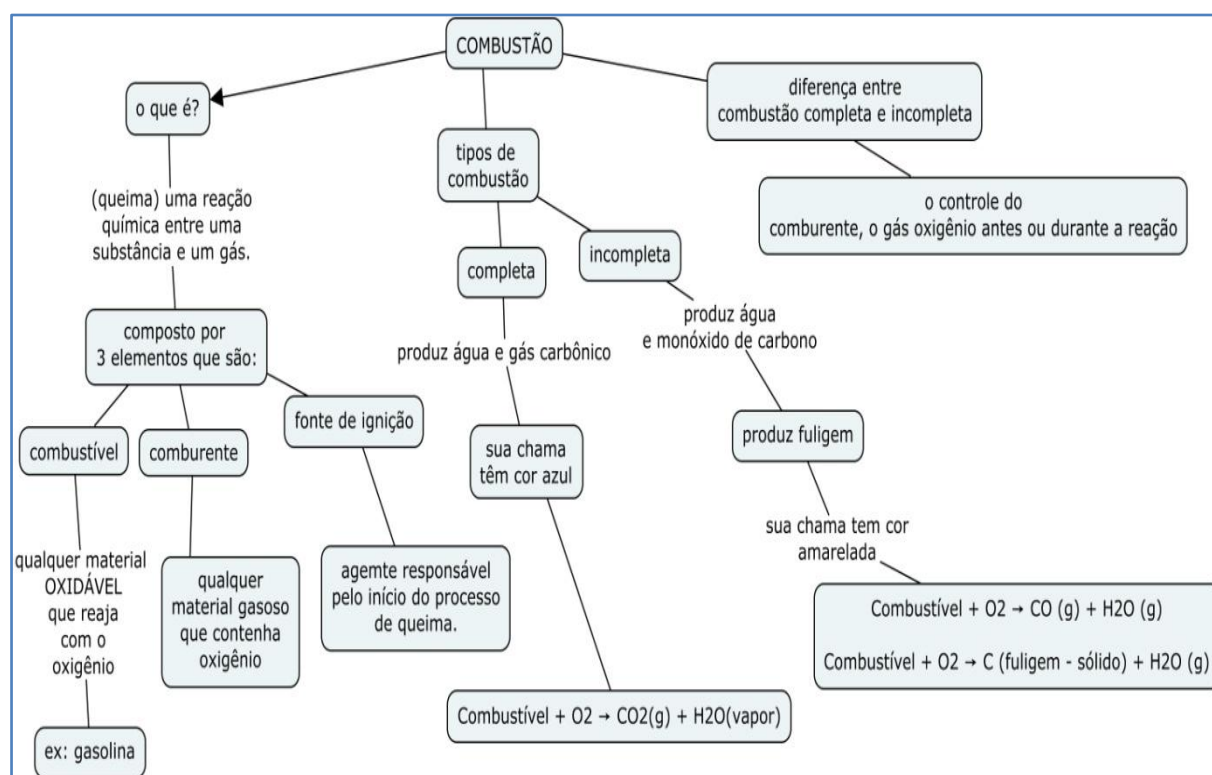 COMBUSTÃO
o que é?
(queima) uma reação
química entre uma
substância e um gás.
composto por
3 elementos que são:
combustível
qualquer material
OXIDÁVEL
que reaja
com o
oxigênio
ex: gasolina
comburente
qualquer
material gasoso
que contenha
oxigênio
fonte de ignição
agemte responsável
pelo início do processo
de queima.
tipos de
combustão
completa
produz água e gás carbônico
sua chama
têm cor azul
Combustível + O2 → CO2(g) + H2O(vapor)
incompleta
produz água
e monóxido de carbono
produz fuligem
sua chama tem cor
amarelada
Combustível + O2 → CO (g) + H2O (g)
Combustível + O2 → C (fuligem - sólido) + H2O (g)
diferença entre
combustão completa e incompleta
o controle do
comburente, o gás oxigênio antes ou durante a reação